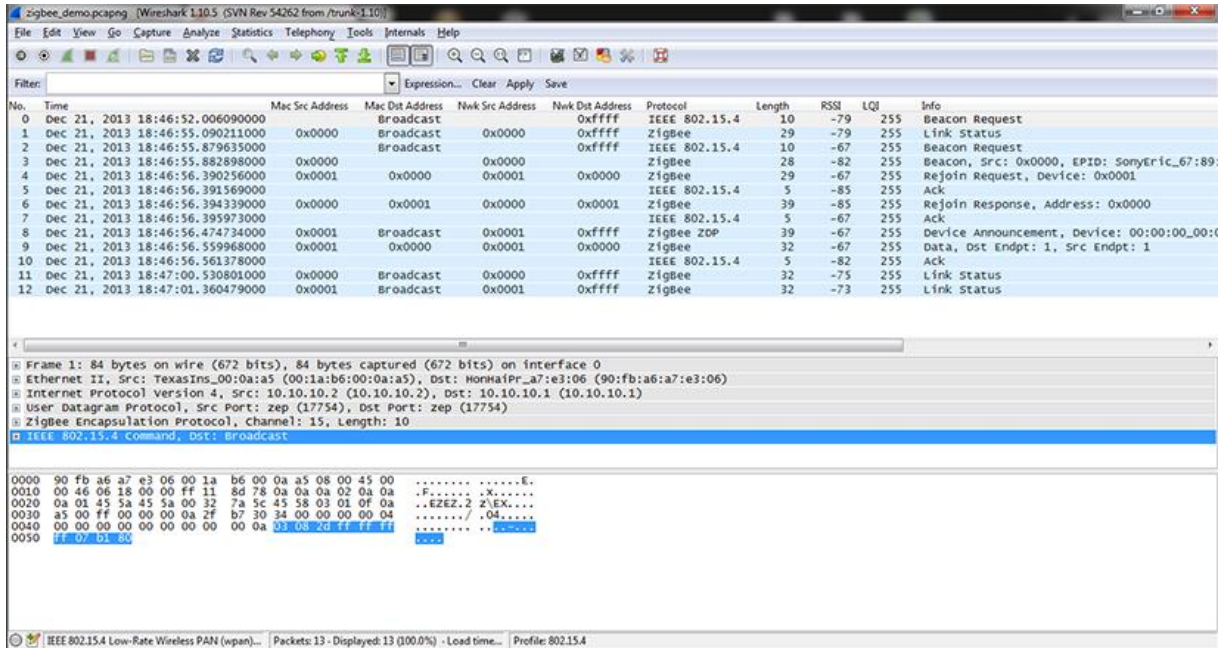 zigbee_demo.pcapng [Wireshark 1.10.5 (SVN Rev 54262 from /trunk-1.10)]
File Edit View Go Capture Analyze Statistics Telephony Tools Internals Help
Filter: Expression... Clear Apply Save
No. Time Mac Src Address Mac Dst Address Nwk Src Address Nwk Dst Address Protocol Length RSSI LQI Info
0 Dec 21, 2013 18:46:52.006090000 Broadcast 0xffff IEEE 802.15.4 10 -79 255 Beacon Request
1 Dec 21, 2013 18:46:55.090211000 0x0000 Broadcast 0x0000 0xffff ZigBee 29 -79 255 Link Status
2 Dec 21, 2013 18:46:55.879635000 Broadcast 0xffff IEEE 802.15.4 10 -67 255 Beacon Request
3 Dec 21, 2013 18:46:55.882898000 0x0000 0x0000 ZigBee 28 -82 255 Beacon, Src: 0x0000, EPID: SonyEric_67:89:
4 Dec 21, 2013 18:46:56.390256000 0x0001 0x0000 0x0001 0x0000 ZigBee 29 -67 255 Rejoin Request, Device: 0x0001
5 Dec 21, 2013 18:46:56.391569000 IEEE 802.15.4 5 -85 255 Ack
6 Dec 21, 2013 18:46:56.394339000 0x0000 0x0001 0x0000 0x0001 ZigBee 39 -85 255 Rejoin Response, Address: 0x0000
7 Dec 21, 2013 18:46:56.395973000 IEEE 802.15.4 5 -67 255 Ack
8 Dec 21, 2013 18:46:56.474734000 0x0001 Broadcast 0x0001 0xffff ZigBee ZDP 39 -67 255 Device Announcement, Device: 00:00:00_00:0
9 Dec 21, 2013 18:46:56.559968000 0x0001 0x0000 0x0001 0x0000 ZigBee 32 -67 255 Data, Dst Endpt: 1, Src Endpt: 1
10 Dec 21, 2013 18:46:56.561378000 IEEE 802.15.4 5 -82 255 Ack
11 Dec 21, 2013 18:47:00.530801000 0x0000 Broadcast 0x0000 0xffff ZigBee 32 -75 255 Link Status
12 Dec 21, 2013 18:47:01.360479000 0x0001 Broadcast 0x0001 0xffff ZigBee 32 -73 255 Link Status
Frame 1: 84 bytes on wire (672 bits), 84 bytes captured (672 bits) on interface 0
Ethernet II, Src: TexasIns_00:0a:a5 (00:1a:b6:00:0a:a5), Dst: HonHaiPr_a7:e3:06 (90:fb:a6:a7:e3:06)
Internet Protocol Version 4, Src: 10.10.10.2 (10.10.10.2), Dst: 10.10.10.1 (10.10.10.1)
User Datagram Protocol, Src Port: zep (17754), Dst Port: zep (17754)
ZigBee Encapsulation Protocol, Channel: 15, Length: 10
IEEE 802.15.4 Command, Dst: Broadcast
0000 90 fb a6 a7 e3 06 00 1a b6 00 0a a5 08 00 45 00 ........ ......E.
0010 00 46 06 18 00 00 ff 11 8d 78 0a 0a 0a 02 0a 0a .F...... .x......
0020 0a 01 45 5a 45 5a 00 32 7a 5c 45 58 03 01 0f 0a ..EZEZ.2 z\EX....
0030 a5 00 ff 00 00 00 0a 2f b7 30 34 00 00 00 00 04 ......./ .04.....
0040 00 00 00 00 00 00 00 00 00 0a 03 08 2d ff ff ff ........ ....-...
0050 ff 07 b1 80 ....
IEEE 802.15.4 Low-Rate Wireless PAN (wpan)... Packets: 13 - Displayed: 13 (100.0%) - Load time... Profile: 802.15.4